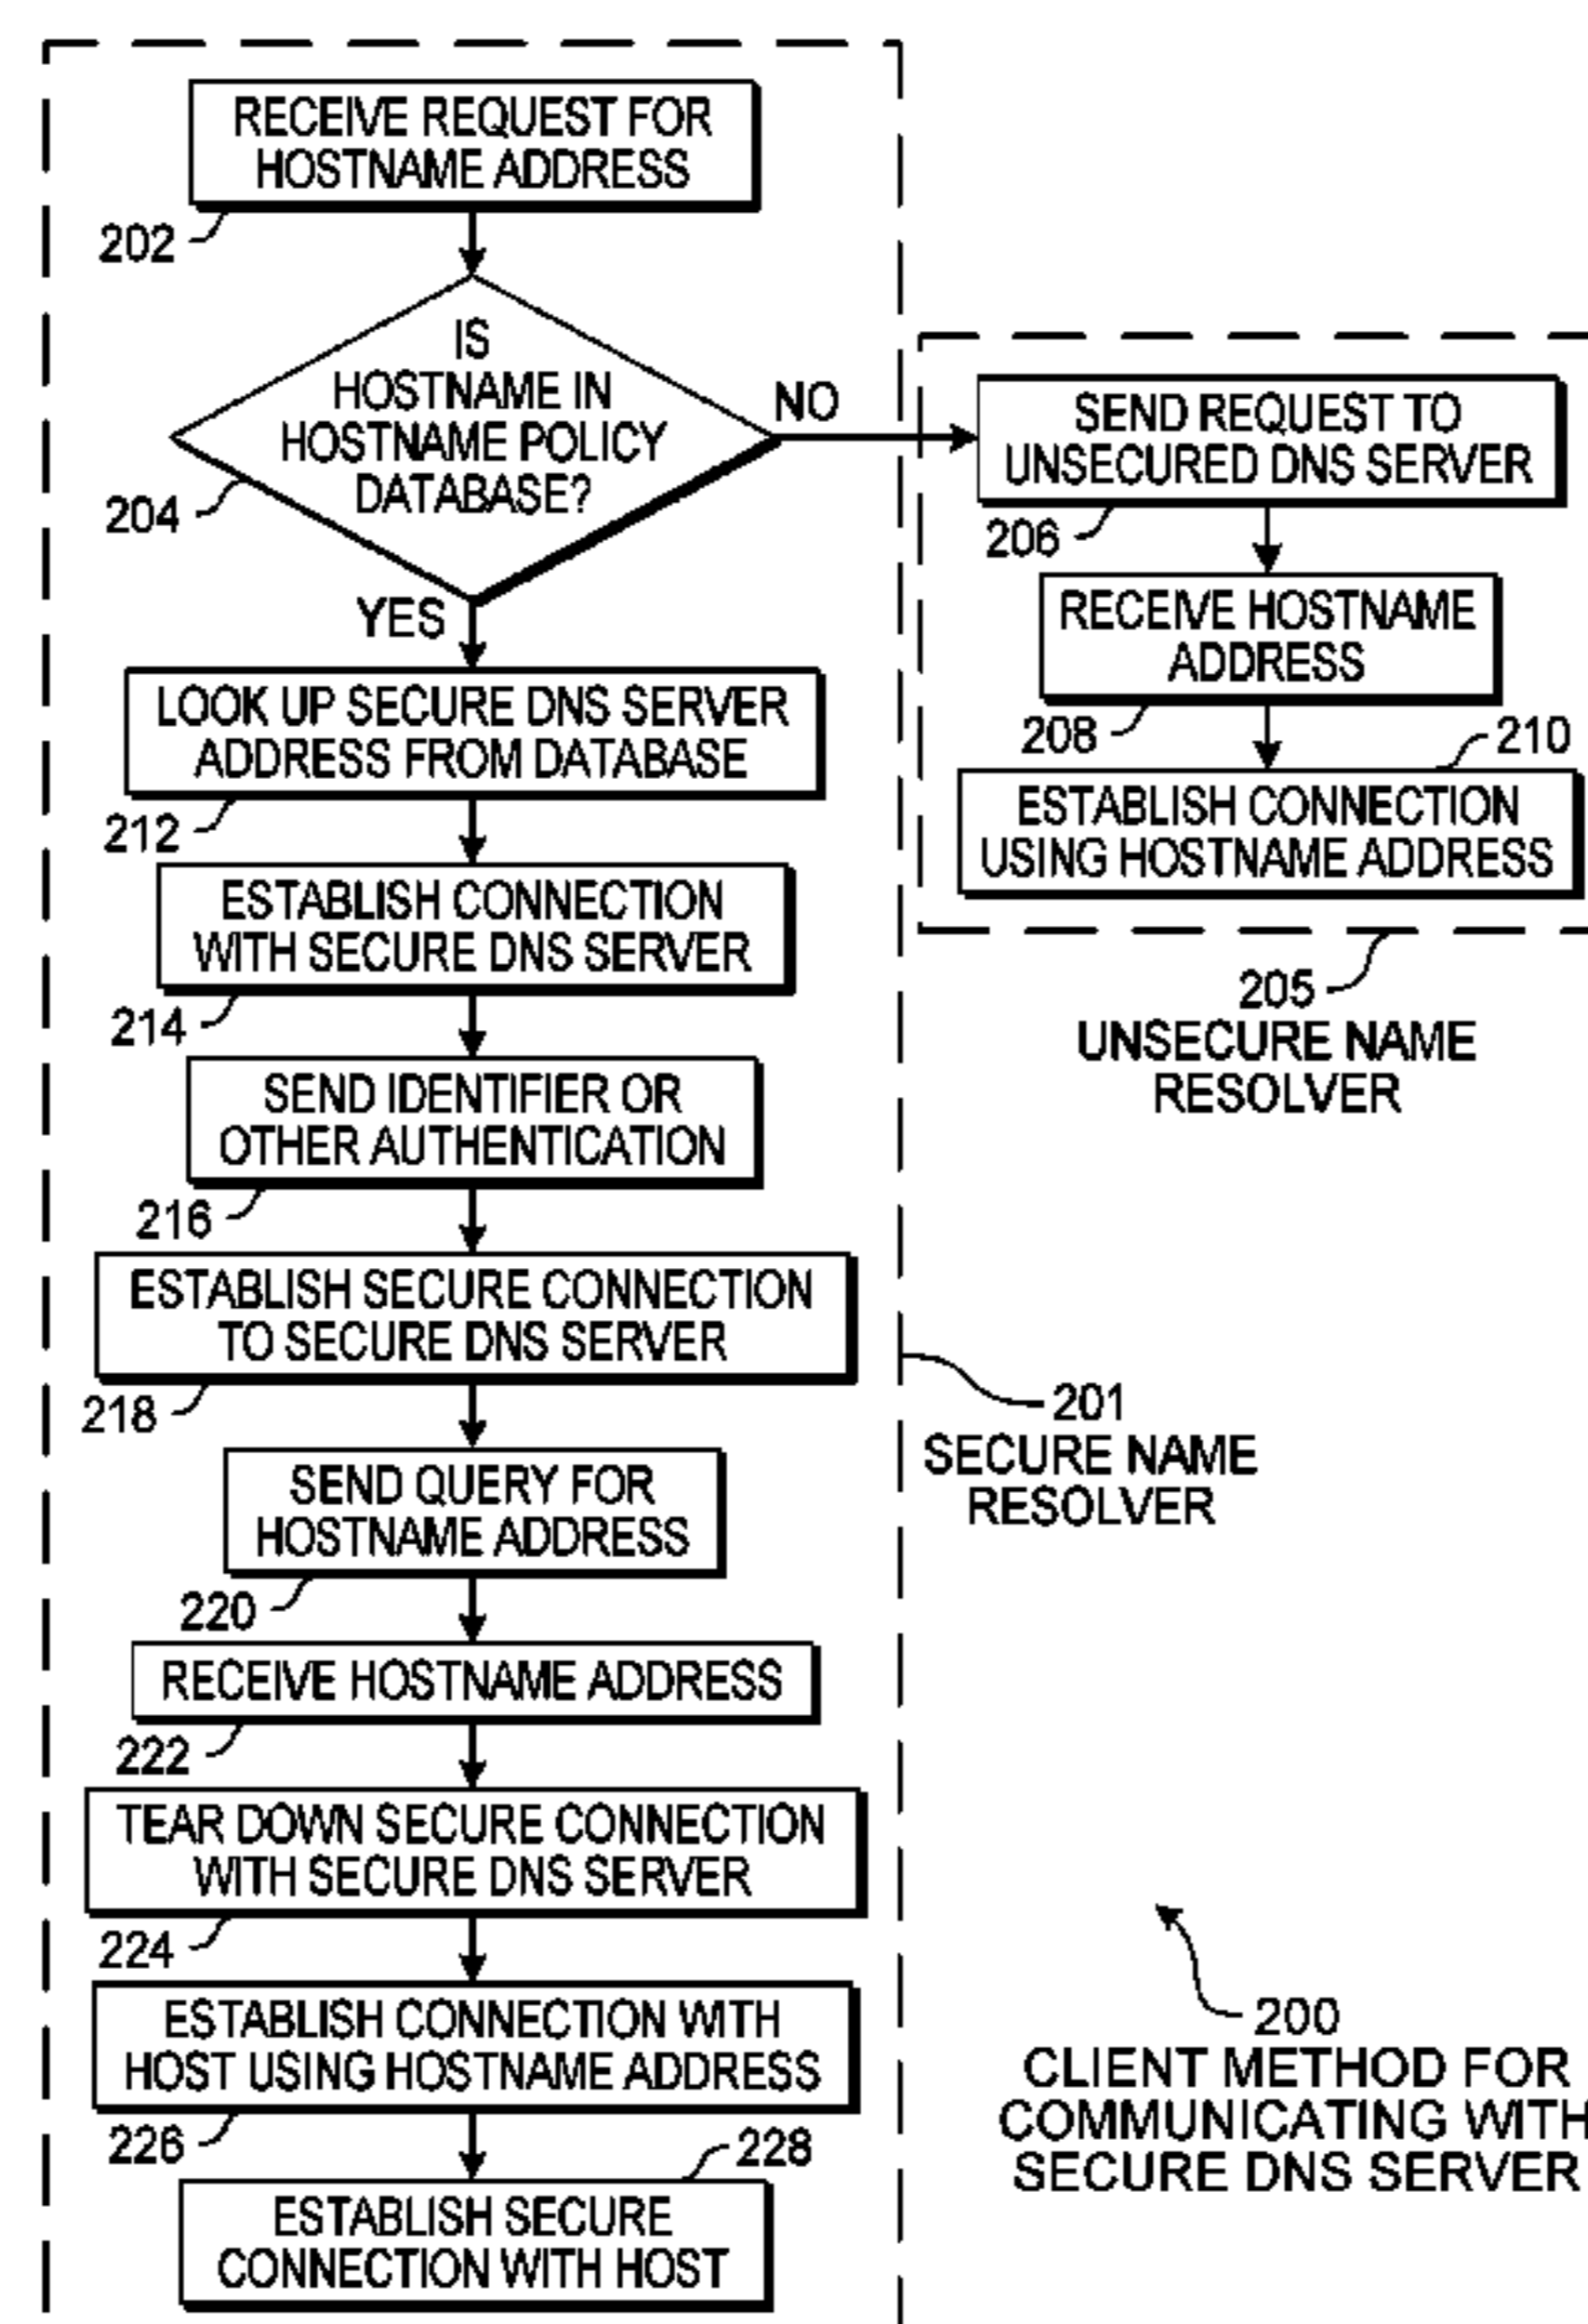 RECEIVE REQUEST FOR
HOSTNAME ADDRESS
202
IS
HOSTNAME IN
HOSTNAME POLICY
DATABASE?
204
NO
YES
SEND REQUEST TO
UNSECURED DNS SERVER
206
RECEIVE HOSTNAME
ADDRESS
208
210
ESTABLISH CONNECTION
USING HOSTNAME ADDRESS
205
UNSECURE NAME
RESOLVER
LOOK UP SECURE DNS SERVER
ADDRESS FROM DATABASE
212
ESTABLISH CONNECTION
WITH SECURE DNS SERVER
214
SEND IDENTIFIER OR
OTHER AUTHENTICATION
216
ESTABLISH SECURE CONNECTION
TO SECURE DNS SERVER
218
201
SECURE NAME
RESOLVER
SEND QUERY FOR
HOSTNAME ADDRESS
220
RECEIVE HOSTNAME ADDRESS
222
TEAR DOWN SECURE CONNECTION
WITH SECURE DNS SERVER
224
ESTABLISH CONNECTION WITH
HOST USING HOSTNAME ADDRESS
226
228
ESTABLISH SECURE
CONNECTION WITH HOST
200
CLIENT METHOD FOR
COMMUNICATING WITH
SECURE DNS SERVER